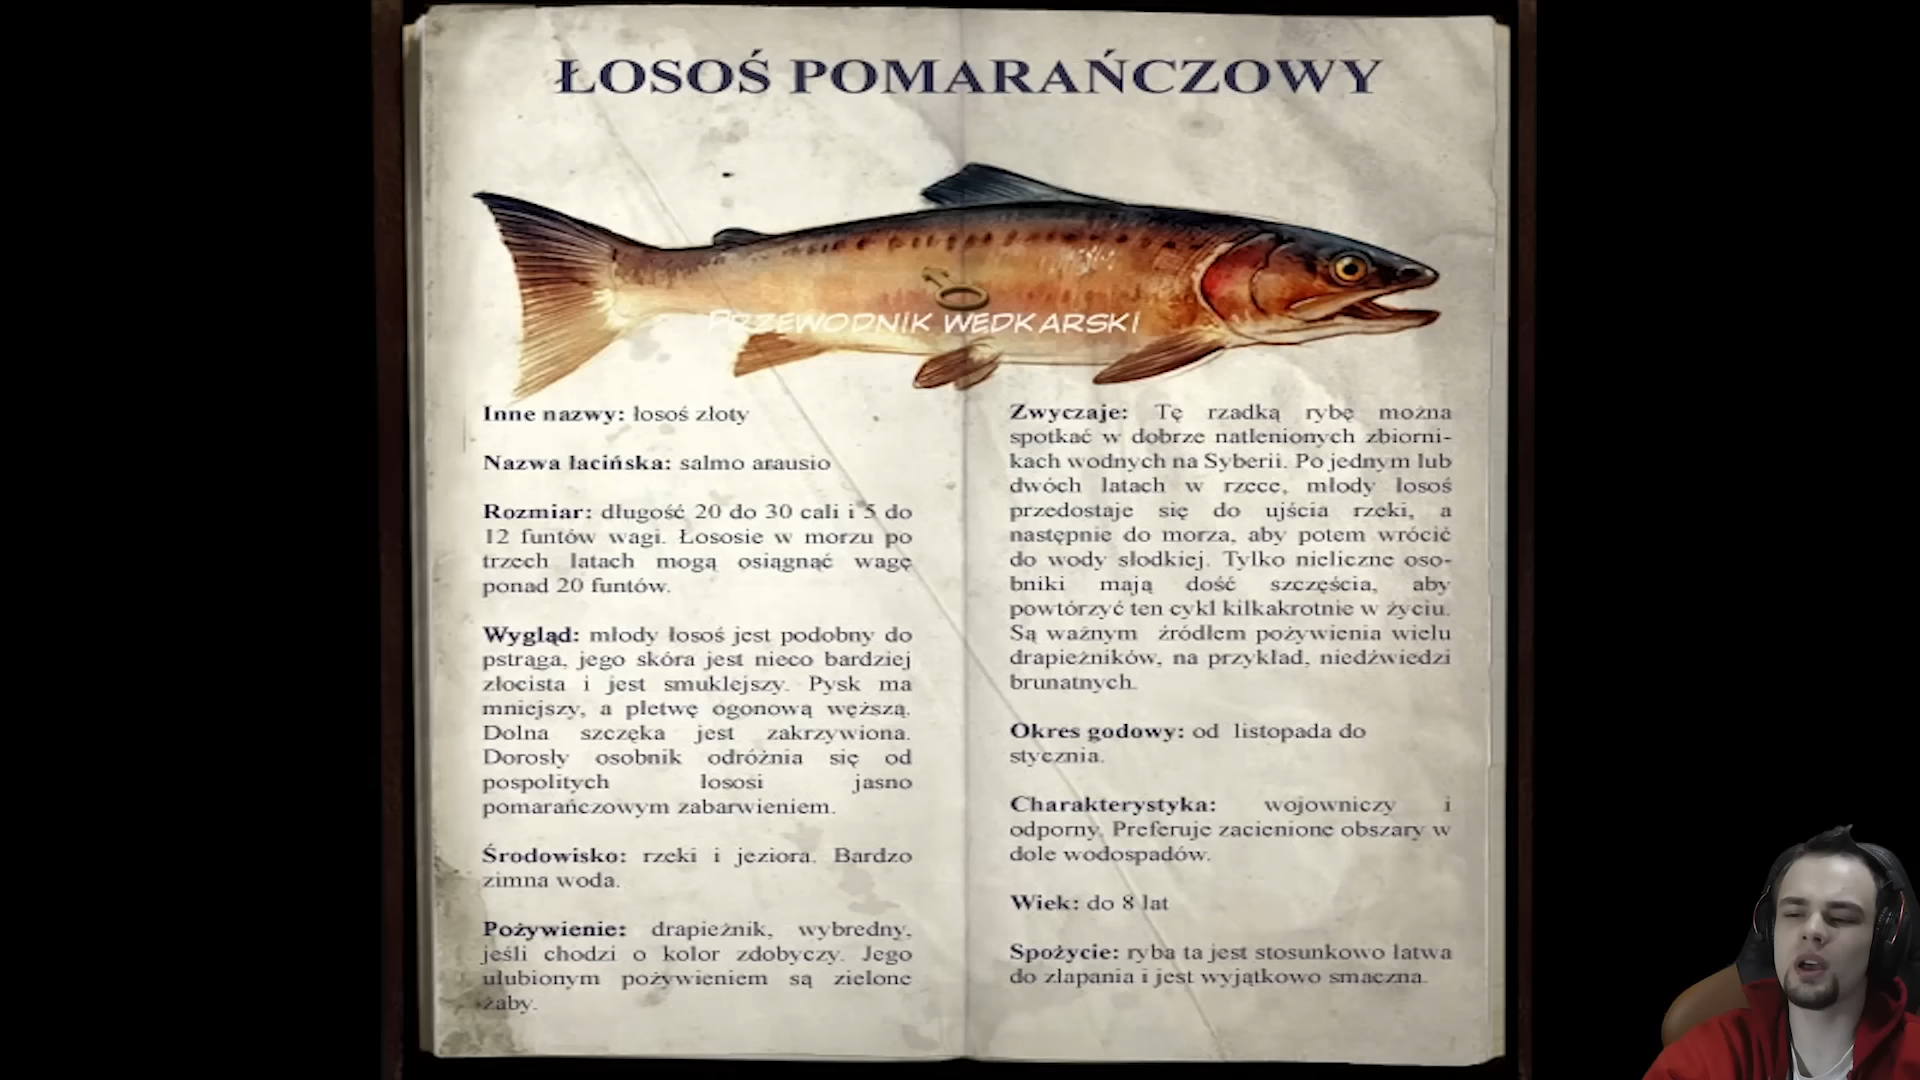 ŁOSOŚ POMARAŃCZOWY
PRZEWODNIK WĘDKARSKI
Inne nazwy: łosoś złoty
Nazwa łacińska: salmo arausio
Rozmiar: długość 20 do 30 cali i 5 do
12 funtów wagi. Łososie w morzu po
trzech latach mogą osiągnąć wagę
ponad 20 funtów.
Wygląd: młody łosoś jest podobny do
pstrąga, jego skóra jest nieco bardziej
złocista i jest smuklejszy. Pysk ma
mniejszy, a płetwę ogonową węższą.
Dolna szczęka jest zakrzywiona.
Dorosły osobnik odróżnia się od
pospolitych łososi jasno
pomarańczowym zabarwieniem.
Środowisko: rzeki i jeziora. Bardzo
zimna woda.
Pożywienie: drapieżnik, wybredny,
jeśli chodzi o kolor zdobyczy. Jego
ulubionym pożywieniem są zielone
żaby.
Zwyczaje: Tę rzadką rybę można
spotkać w dobrze natlenionych zbiorni-
kach wodnych na Syberii. Po jednym lub
dwóch latach w rzece, młody łosoś
przedostaje się do ujścia rzeki, a
następnie do morza, aby potem wrócić
do wody słodkiej. Tylko nieliczne oso-
bniki mają dość szczęścia, aby
powtórzyć ten cykl kilkakrotnie w życiu.
Są ważnym źródłem pożywienia wielu
drapieżników, na przykład, niedźwiedzi
brunatnych.
Okres godowy: od listopada do
stycznia.
Charakterystyka: wojowniczy i
odporny. Preferuje zacienione obszary w
dole wodospadów.
Wiek: do 8 lat
Spożycie: ryba ta jest stosunkowo łatwa
do złapania i jest wyjątkowo smaczna.